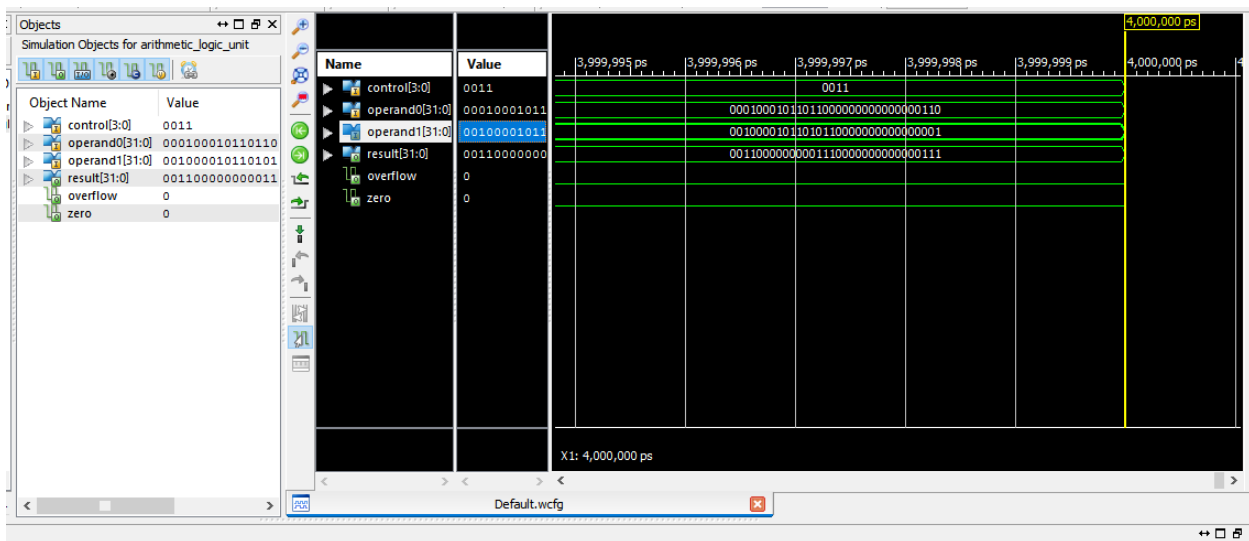 Objects
Simulation Objects for arithmetic_logic_unit
Object Name Value
control[3:0] 0011
operand0[31:0] 000100010110110
operand1[31:0] 001000010110101
result[31:0] 001100000000011
overflow 0
zero 0
4,000,000 ps
Name Value 3,999,995 ps 3,999,996 ps 3,999,997 ps 3,999,998 ps 3,999,999 ps 4,000,000 ps
control[3:0] 0011 0011
operand0[31:0] 00010001011 00010001011011000000000000000110
operand1[31:0] 00100001011 00100001011010110000000000000001
result[31:0] 00110000000 00110000000001110000000000000111
overflow 0
zero 0
X1: 4,000,000 ps
Default.wcfg